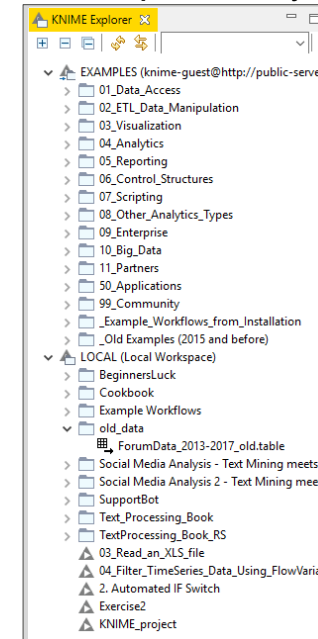 KNIME Explorer
EXAMPLES (knime-guest@http://public-serve
01_Data_Access
02_ETL_Data_Manipulation
03_Visualization
04_Analytics
05_Reporting
06_Control_Structures
07_Scripting
08_Other_Analytics_Types
09_Enterprise
10_Big_Data
11_Partners
50_Applications
99_Community
_Example_Workflows_from_Installation
_Old Examples (2015 and before)
LOCAL (Local Workspace)
BeginnersLuck
Cookbook
Example Workflows
old_data
ForumData_2013-2017_old.table
Social Media Analysis - Text Mining meets
Social Media Analysis 2 - Text Mining mee
SupportBot
Text_Processing_Book
TextProcessing_Book_RS
03_Read_an_XLS_file
04_Filter_TimeSeries_Data_Using_FlowVaria
2. Automated IF Switch
Exercise2
KNIME_project